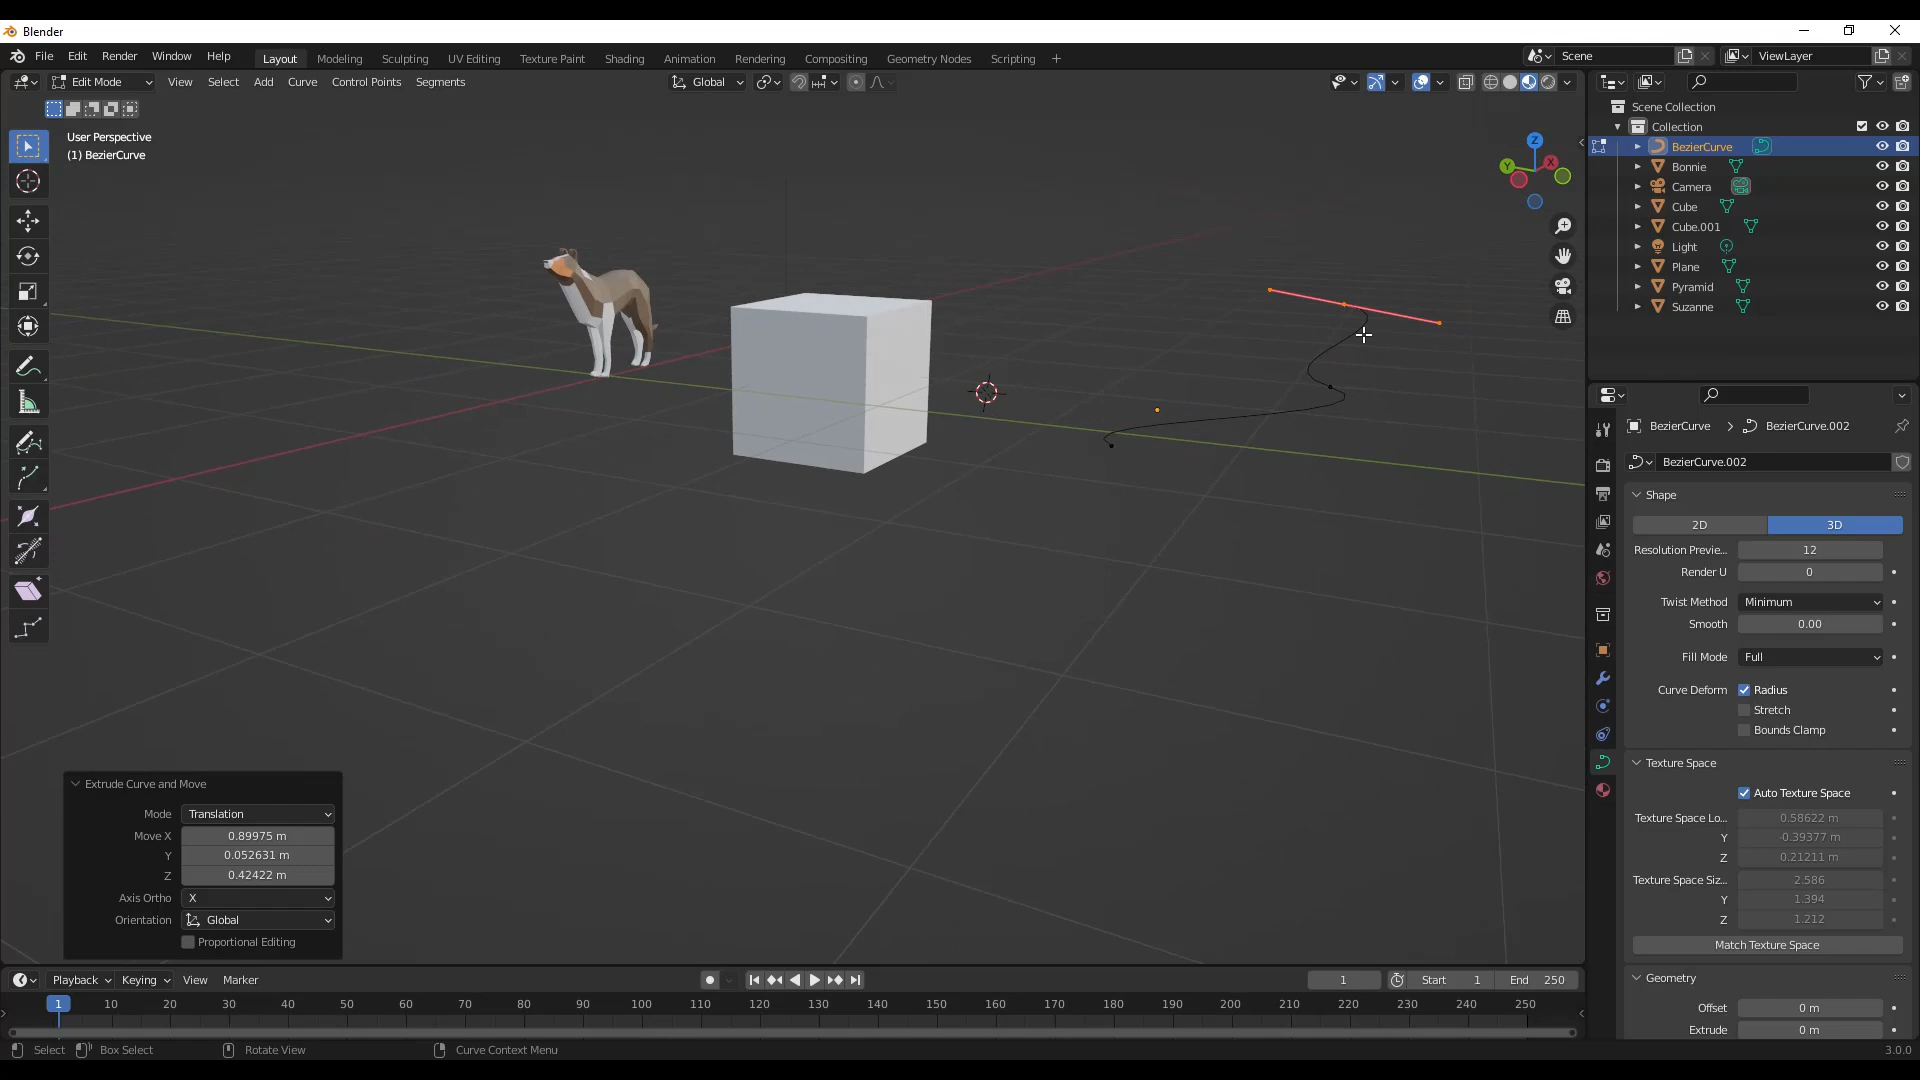 Blender
File Edit Render Window Help Layout Modeling Sculpting UV Editing Texture Paint Shading Animation Rendering Compositing Geometry Nodes Scripting + Scene ViewLayer
Edit Mode View Select Add Curve Control Points Segments Global
User Perspective
(1) BezierCurve
Z
Y
X
Scene Collection
Collection
BezierCurve
Bonnie
Camera
Cube
Cube.001
Light
Plane
Pyramid
Suzanne
BezierCurve > BezierCurve.002
BezierCurve.002
Shape
2D 3D
Resolution Previe... 12
Render U 0
Twist Method Minimum
Smooth 0.00
Fill Mode Full
Curve Deform Radius
Stretch
Bounds Clamp
Texture Space
Auto Texture Space
Texture Space Lo... 0.58622 m
Y -0.39377 m
Z 0.21211 m
Texture Space Siz... 2.586
Y 1.394
Z 1.212
Match Texture Space
Geometry
Offset 0 m
Extrude 0 m
Extrude Curve and Move
Mode Translation
Move X 0.89975 m
Y 0.052631 m
Z 0.42422 m
Axis Ortho X
Orientation Global
Proportional Editing
Playback Keying View Marker 1 Start 1 End 250
1 10 20 30 40 50 60 70 80 90 100 110 120 130 140 150 160 170 180 190 200 210 220 230 240 250
Select Box Select Rotate View Curve Context Menu 3.0.0